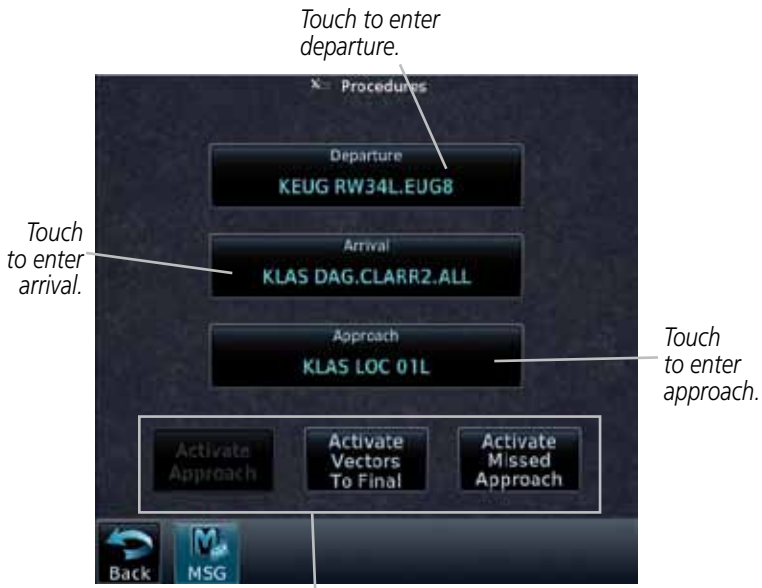 Touch to enter
departure.
Procedures
Departure
KEUG RW34L.EUG8
Touch
to enter
arrival.
Arrival
KLAS DAG.CLARR2.ALL
Approach
KLAS LOC 01L
Touch
to enter
approach.
Activate
Approach
Activate
Vectors
To Final
Activate
Missed
Approach
Back
MSG